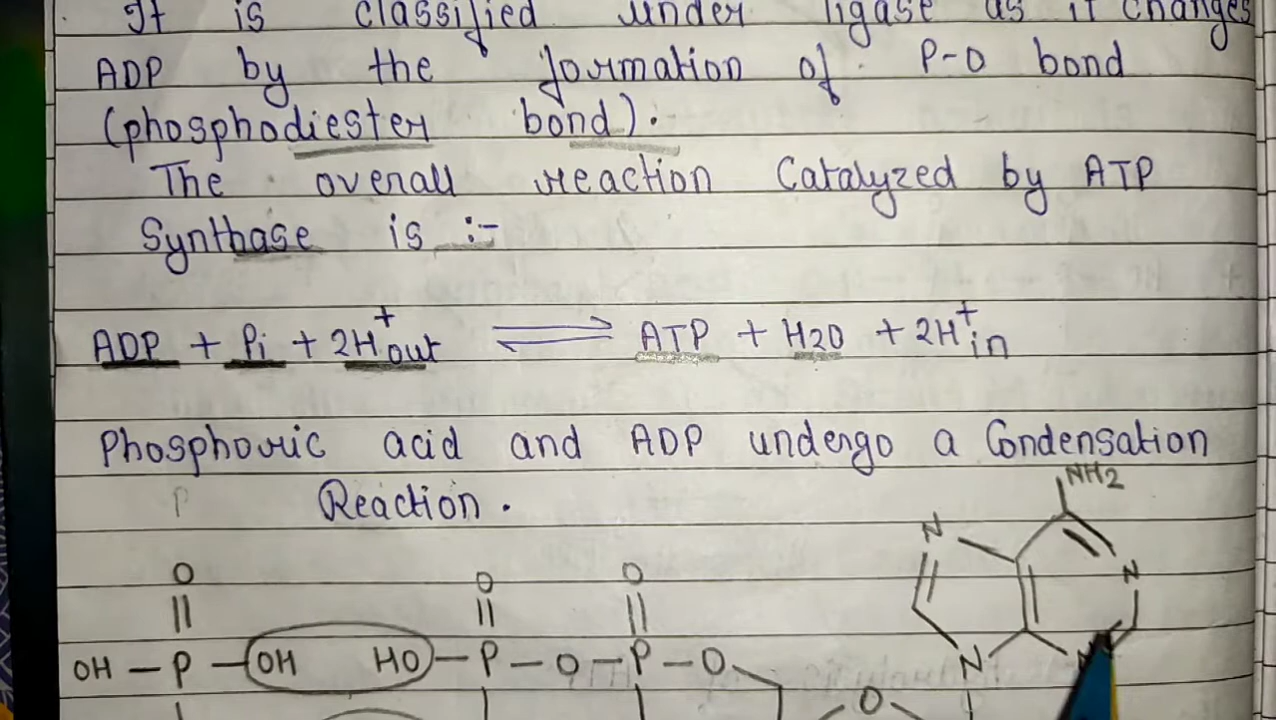 It is classified under ligase as it changes
ADP by the formation of P-O bond
(phosphodiester bond).
The overall reaction Catalyzed by ATP
Synthase is :-
ADP + Pi + 2H⁺out ⇌ ATP + H2O + 2H⁺in
Phosphoric acid and ADP undergo a Condensation
Reaction.
NH2
N
O O O N
OH – P – OH HO – P – O – P – O N
O